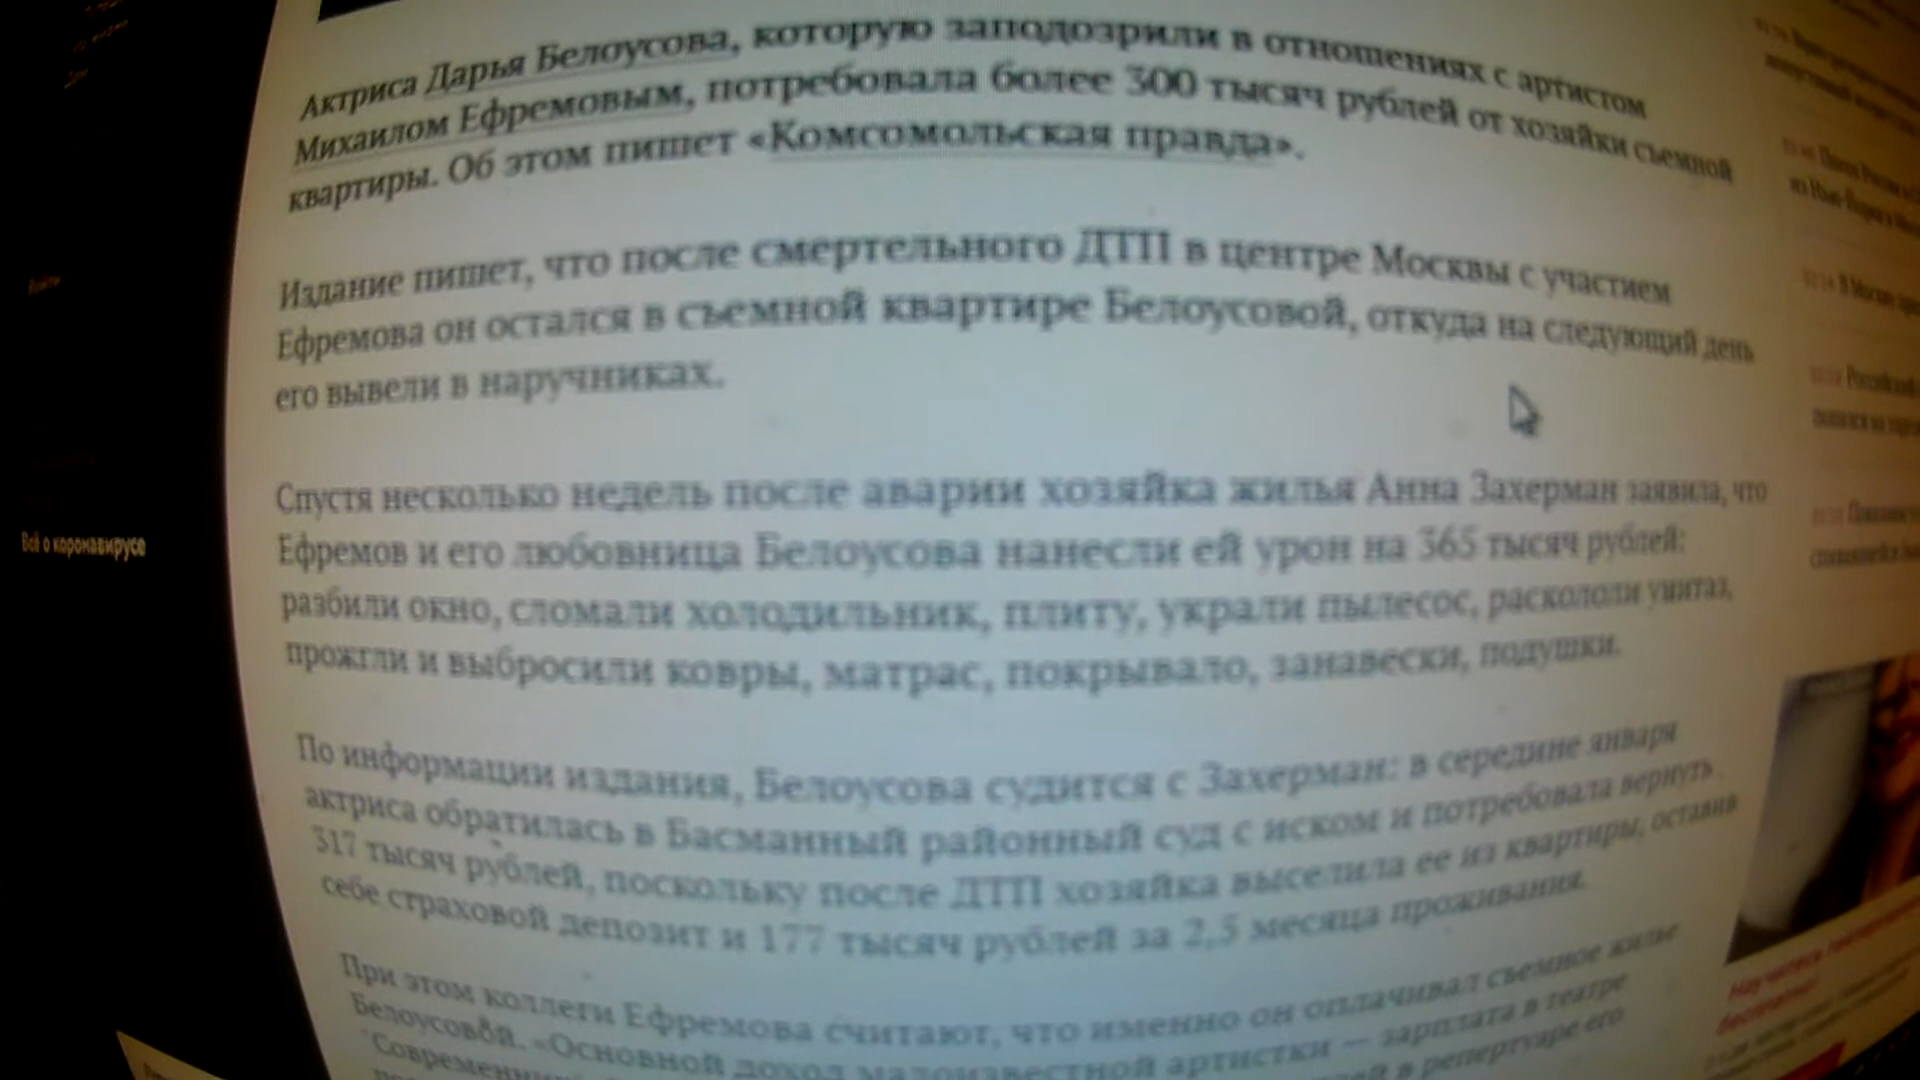 Войти
Всё о коронавирусе
Актриса Дарья Белоусова, которую заподозрили в отношениях с артистом
Михаилом Ефремовым, потребовала более 300 тысяч рублей от хозяйки съемной
квартиры. Об этом пишет «Комсомольская правда».
Издание пишет, что после смертельного ДТП в центре Москвы с участием
Ефремова он остался в съемной квартире Белоусовой, откуда на следующий день
его вывели в наручниках.
Спустя несколько недель после аварии хозяйка жилья Анна Захерман заявила, что
Ефремов и его любовница Белоусова нанесли ей урон на 365 тысяч рублей:
разбили окно, сломали холодильник, плиту, украли пылесос, раскололи унитаз,
прожгли и выбросили ковры, матрас, покрывало, занавески, подушки.
По информации издания, Белоусова судится с Захерман: в середине января
актриса обратилась в Басманный районный суд с иском и потребовала вернуть
317 тысяч рублей, поскольку после ДТП хозяйка выселила ее из квартиры, оставив
себе страховой депозит и 177 тысяч рублей за 2,5 месяца проживания.
При этом коллеги Ефремова считают, что именно он оплачивал съемное жилье
Белоусовой. «Основной доход малоизвестной артистки — зарплата в театре
в репертуаре его